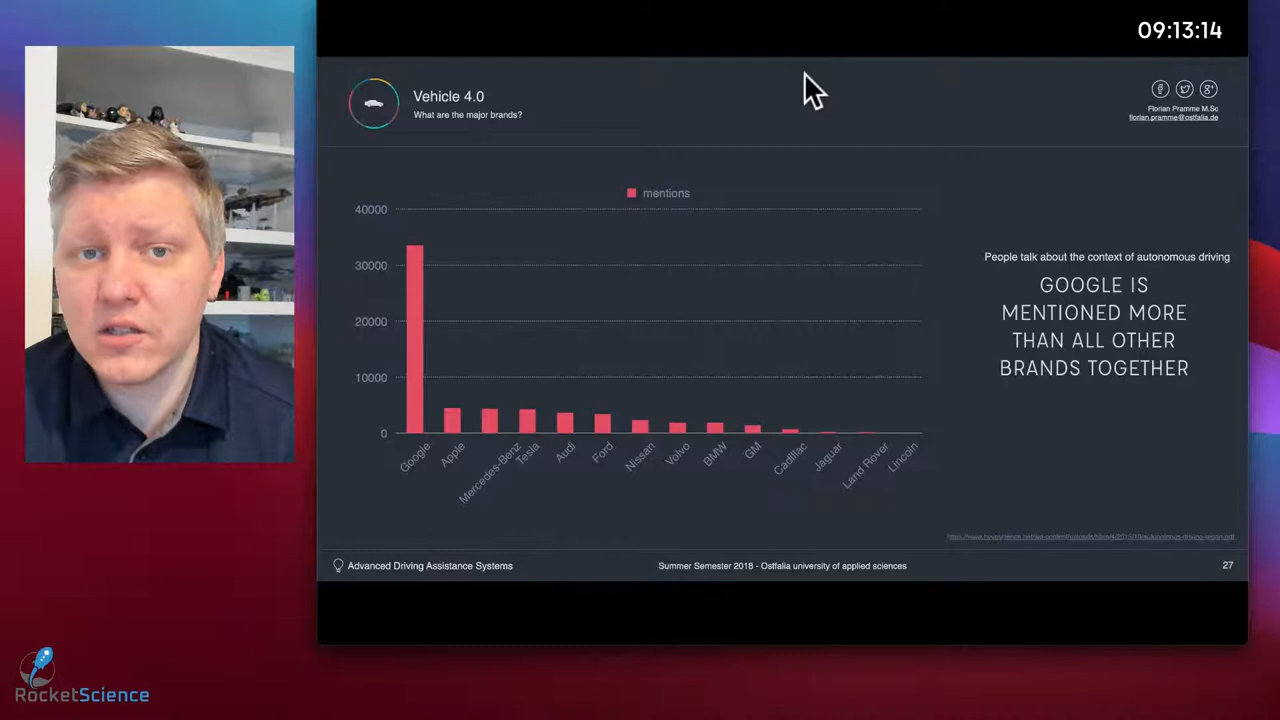 09:13:14
Vehicle 4.0
What are the major brands?
Florian Pramme M.Sc
florian.pramme@ostfalia.de
mentions
40000
30000
20000
10000
0
Google
Apple
Mercedes-Benz
Tesla
Audi
Ford
Nissan
Volvo
BMW
GM
Cadillac
Jaguar
Land Rover
Lincoln
People talk about the context of autonomous driving
GOOGLE IS
MENTIONED MORE
THAN ALL OTHER
BRANDS TOGETHER
Advanced Driving Assistance Systems
Summer Semester 2018 - Ostfalia university of applied sciences
27
RocketScience